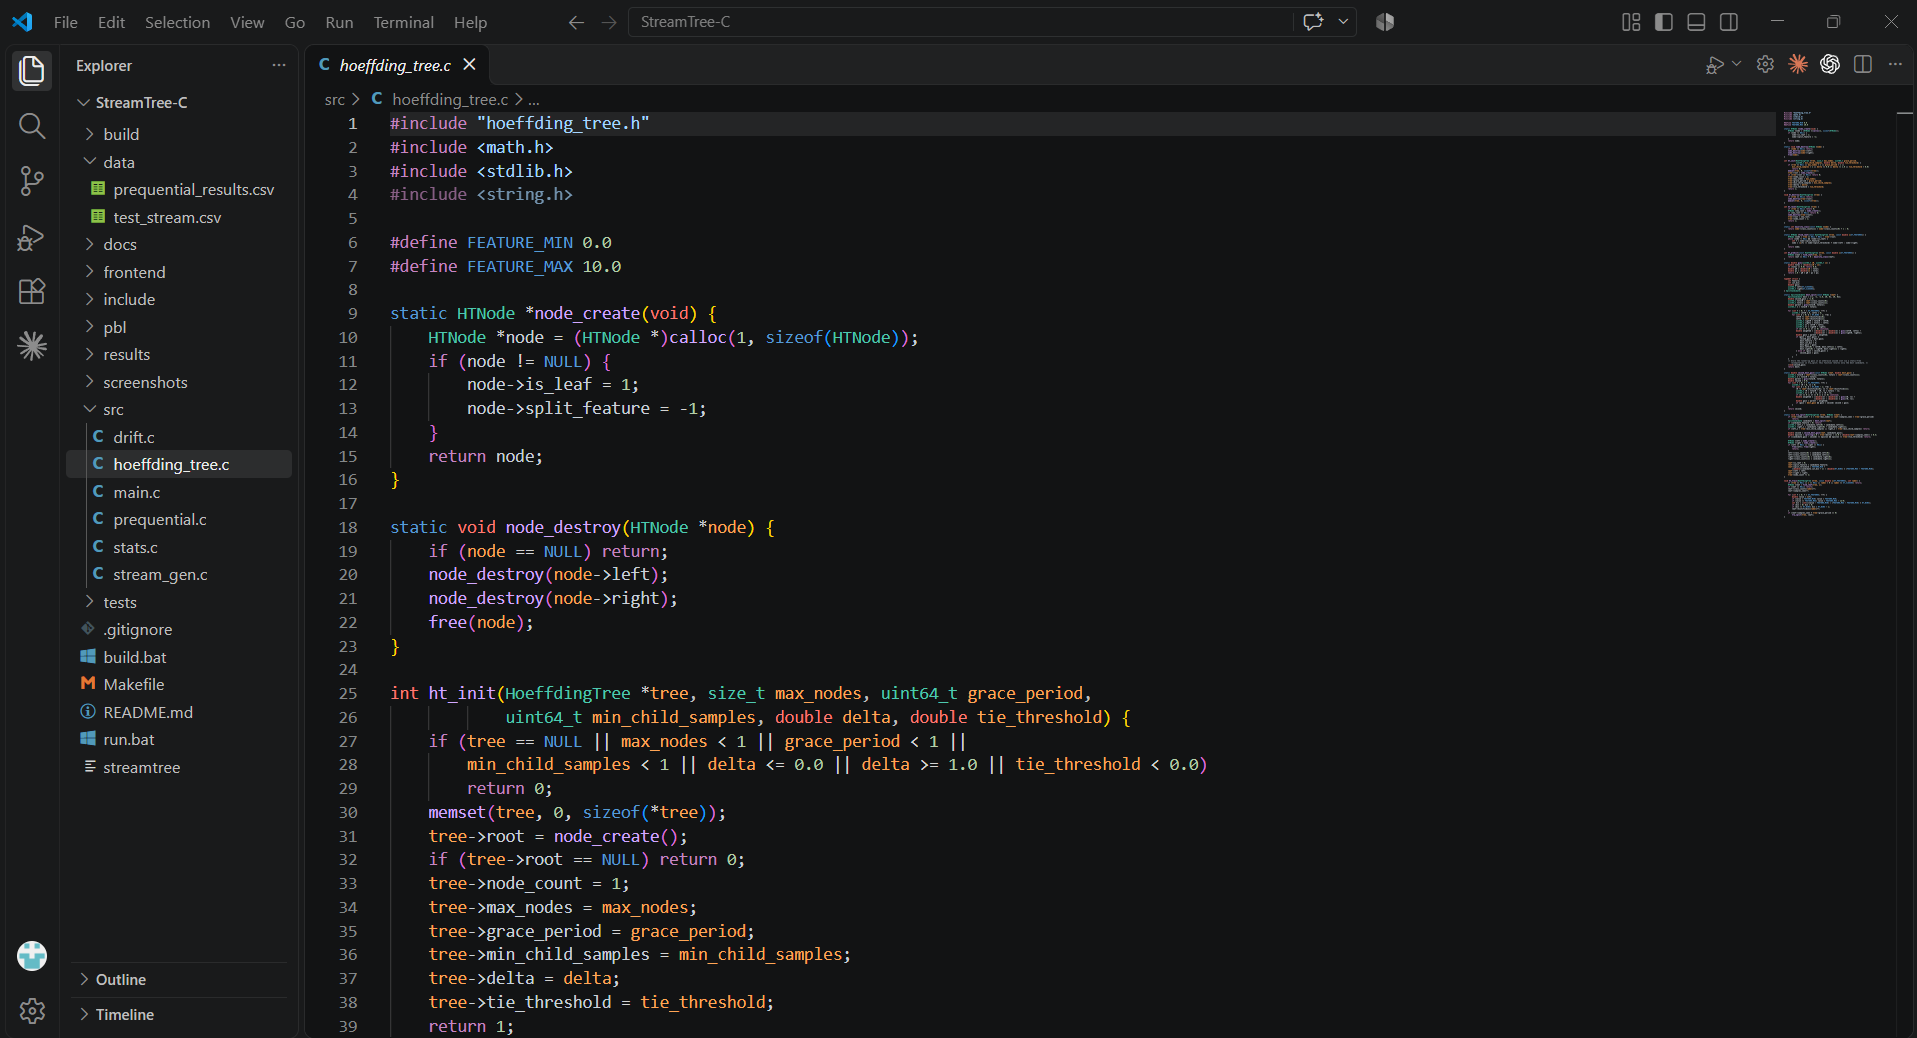 File Edit Selection View Go Run Terminal Help
StreamTree-C
Explorer
StreamTree-C
build
data
prequential_results.csv
test_stream.csv
docs
frontend
include
pbl
results
screenshots
src
drift.c
hoeffding_tree.c
main.c
prequential.c
stats.c
stream_gen.c
tests
.gitignore
build.bat
Makefile
README.md
run.bat
streamtree
Outline
Timeline
C hoeffding_tree.c
src > C hoeffding_tree.c > ...
1 #include "hoeffding_tree.h"
2 #include <math.h>
3 #include <stdlib.h>
4 #include <string.h>
5
6 #define FEATURE_MIN 0.0
7 #define FEATURE_MAX 10.0
8
9 static HTNode *node_create(void) {
10     HTNode *node = (HTNode *)calloc(1, sizeof(HTNode));
11     if (node != NULL) {
12         node->is_leaf = 1;
13         node->split_feature = -1;
14     }
15     return node;
16 }
17
18 static void node_destroy(HTNode *node) {
19     if (node == NULL) return;
20     node_destroy(node->left);
21     node_destroy(node->right);
22     free(node);
23 }
24
25 int ht_init(HoeffdingTree *tree, size_t max_nodes, uint64_t grace_period,
26             uint64_t min_child_samples, double delta, double tie_threshold) {
27     if (tree == NULL || max_nodes < 1 || grace_period < 1 ||
28         min_child_samples < 1 || delta <= 0.0 || delta >= 1.0 || tie_threshold < 0.0)
29         return 0;
30     memset(tree, 0, sizeof(*tree));
31     tree->root = node_create();
32     if (tree->root == NULL) return 0;
33     tree->node_count = 1;
34     tree->max_nodes = max_nodes;
35     tree->grace_period = grace_period;
36     tree->min_child_samples = min_child_samples;
37     tree->delta = delta;
38     tree->tie_threshold = tie_threshold;
39     return 1;